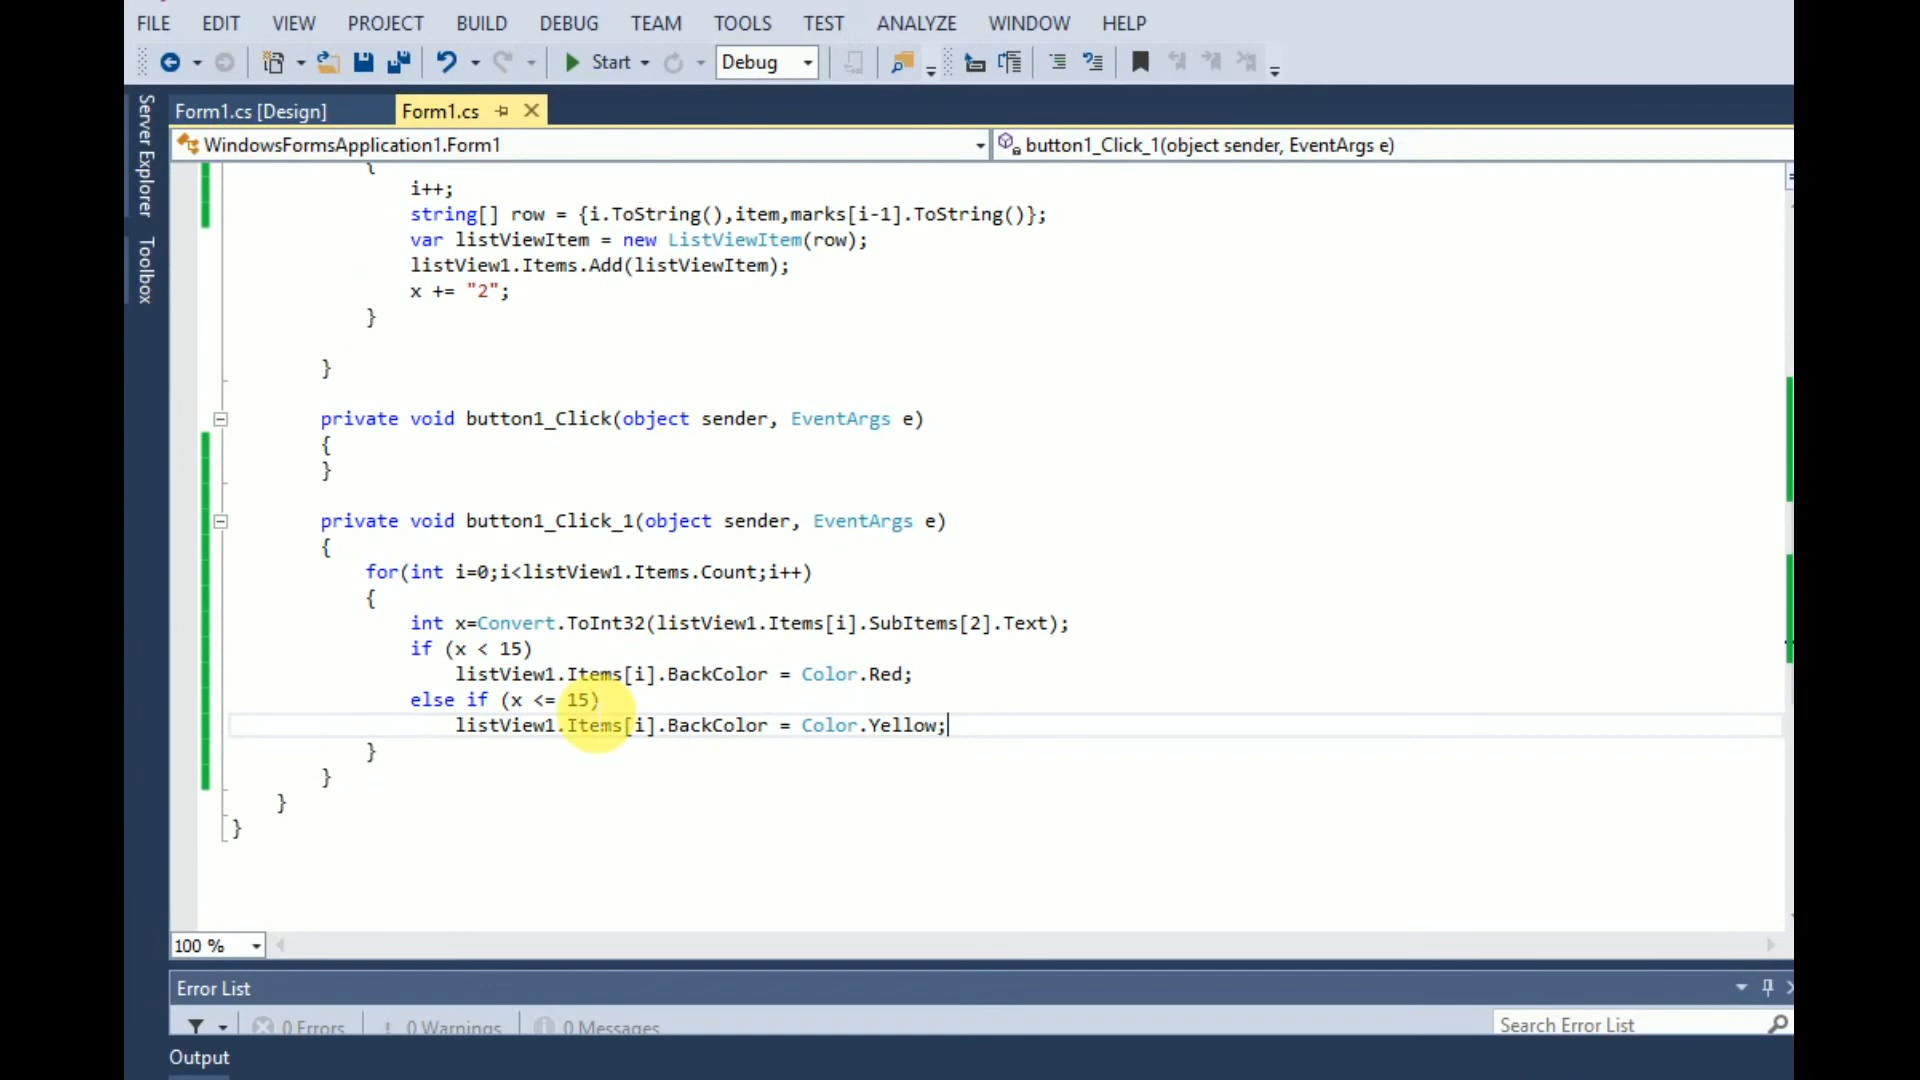 FILE EDIT VIEW PROJECT BUILD DEBUG TEAM TOOLS TEST ANALYZE WINDOW HELP
Start Debug
Form1.cs [Design] Form1.cs
WindowsFormsApplication1.Form1 button1_Click_1(object sender, EventArgs e)
Server Explorer
Toolbox
{
i++;
string[] row = {i.ToString(),item,marks[i-1].ToString()};
var listViewItem = new ListViewItem(row);
listView1.Items.Add(listViewItem);
x += "2";
}
}
private void button1_Click(object sender, EventArgs e)
{
}
private void button1_Click_1(object sender, EventArgs e)
{
for(int i=0;i<listView1.Items.Count;i++)
{
int x=Convert.ToInt32(listView1.Items[i].SubItems[2].Text);
if (x < 15)
listView1.Items[i].BackColor = Color.Red;
else if (x <= 15)
listView1.Items[i].BackColor = Color.Yellow;
}
}
}
}
100 %
Error List
0 Errors 0 Warnings 0 Messages Search Error List
Output